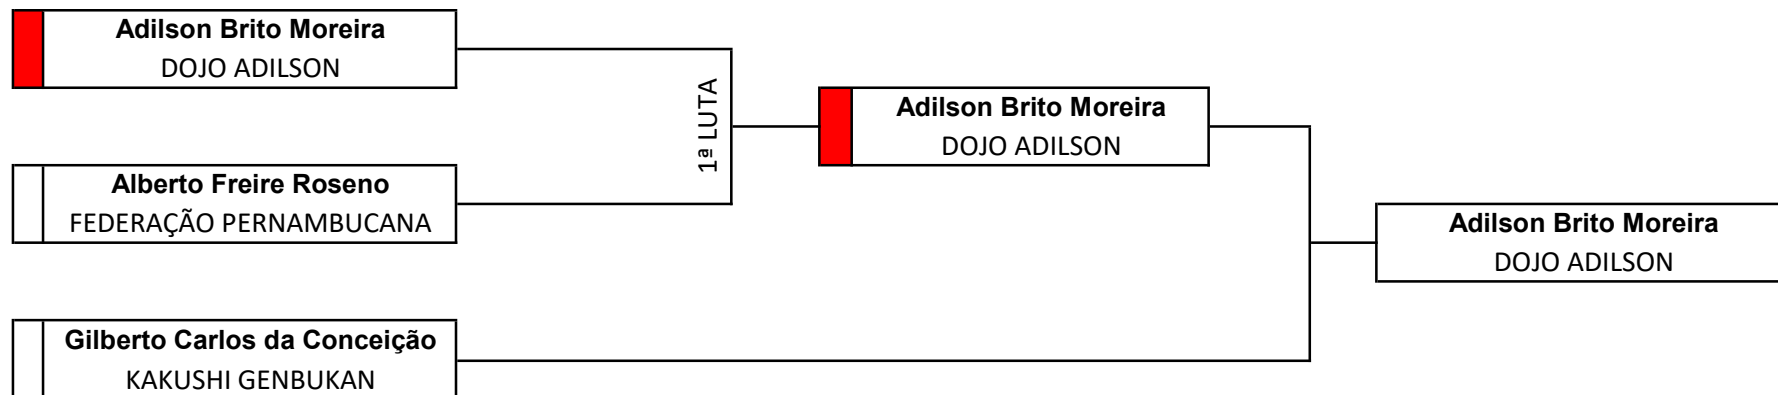 Adilson Brito Moreira
DOJO ADILSON
Alberto Freire Roseno
FEDERAÇÃO PERNAMBUCANA
Gilberto Carlos da Conceição
KAKUSHI GENBUKAN
1ª LUTA
Adilson Brito Moreira
DOJO ADILSON
Adilson Brito Moreira
DOJO ADILSON